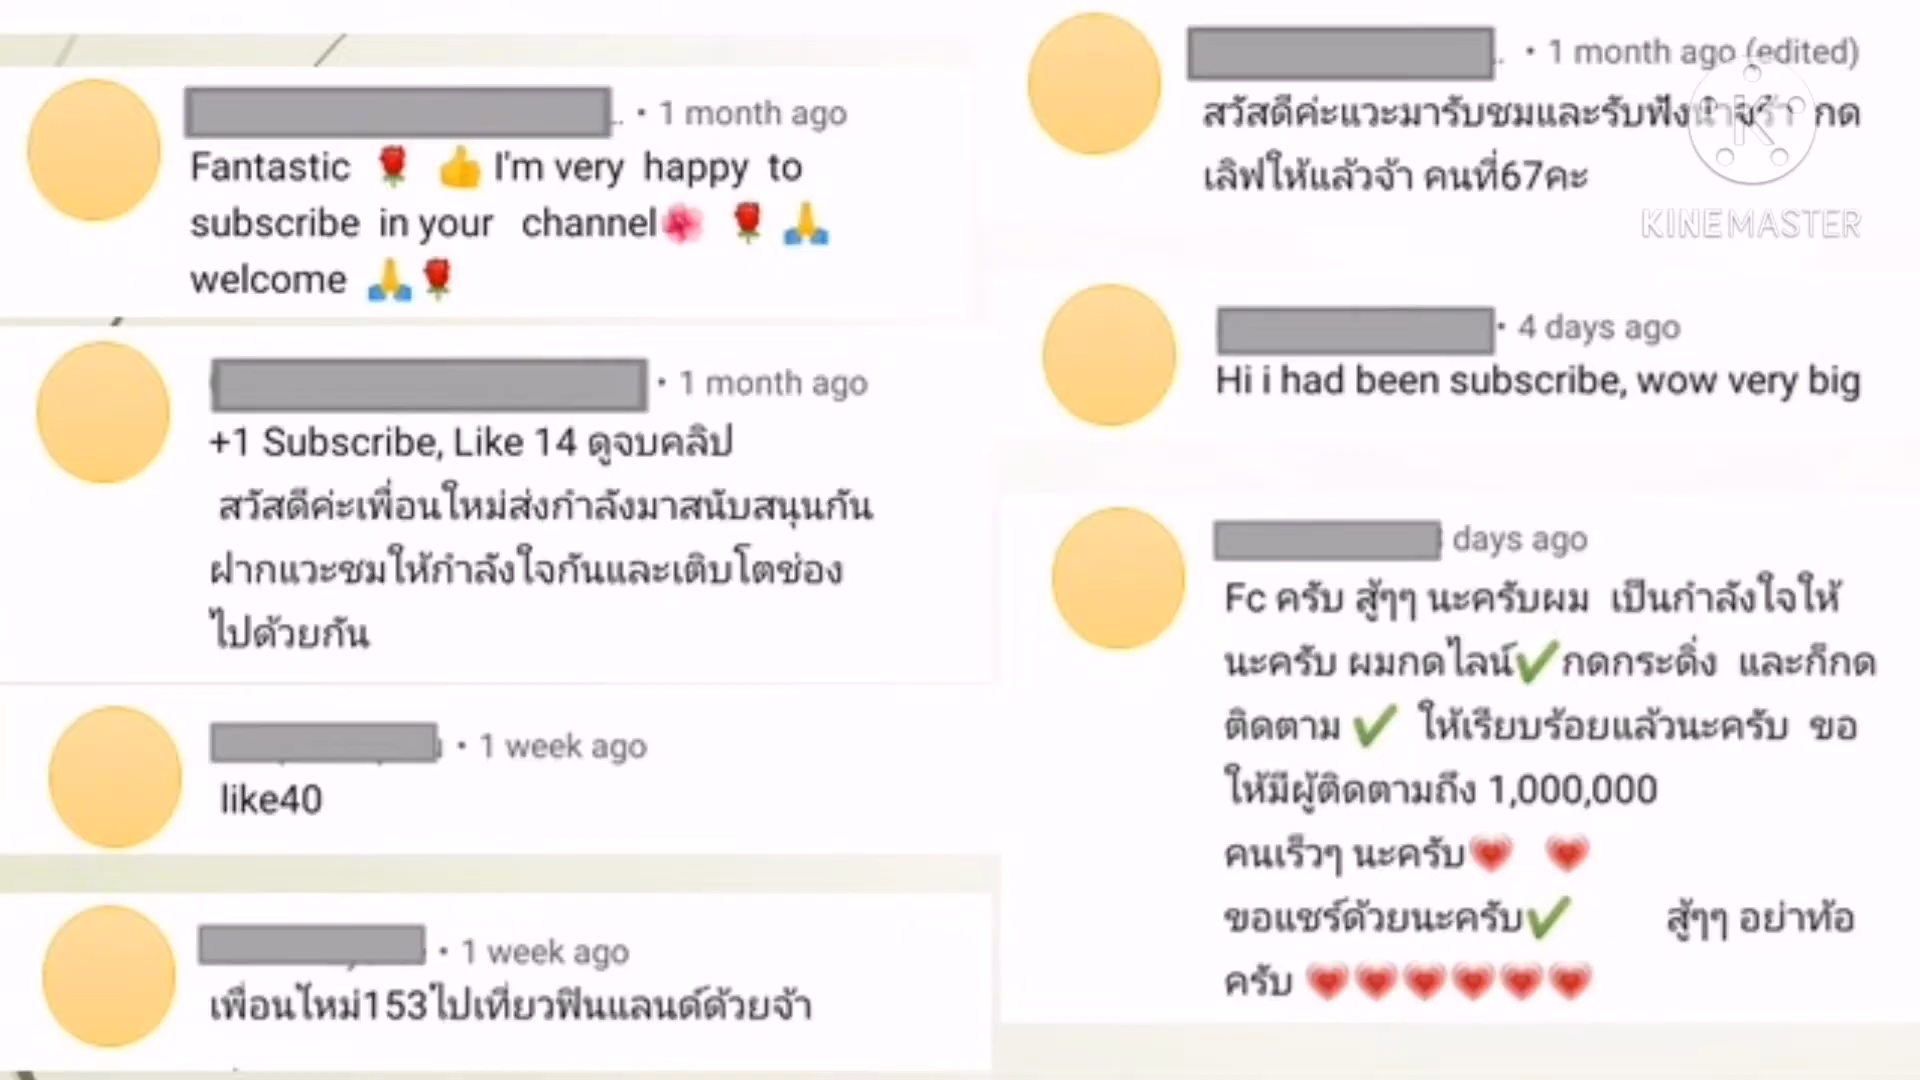 • 1 month ago
Fantastic 🌹 👍 I'm very happy to
subscribe in your channel🌺 🌹 🙏
welcome 🙏🌹
• 1 month ago
+1 Subscribe, Like 14 ดูจบคลิป
สวัสดีค่ะเพื่อนใหม่ส่งกำลังมาสนับสนุนกัน
ฝากแวะชมให้กำลังใจกันและเติบโตช่อง
ไปด้วยกัน
• 1 week ago
like40
• 1 week ago
เพื่อนใหม่153ไปเที่ยวฟินแลนด์ด้วยจ้า
• 1 month ago (edited)
สวัสดีค่ะแวะมารับชมและรับฟัง กด
เลิฟให้แล้วจ้า คนที่67คะ
KINEMASTER
• 4 days ago
Hi i had been subscribe, wow very big
days ago
Fc ครับ สู้ๆๆ นะครับผม เป็นกำลังใจให้
นะครับ ผมกดไลน์✔กดกระดิ่ง และก็กด
ติดตาม ✔ ให้เรียบร้อยแล้วนะครับ ขอ
ให้มีผู้ติดตามถึง 1,000,000
คนเร็วๆ นะครับ💗 💗
ขอแชร์ด้วยนะครับ✔ สู้ๆๆ อย่าท้อ
ครับ 💗💗💗💗💗💗